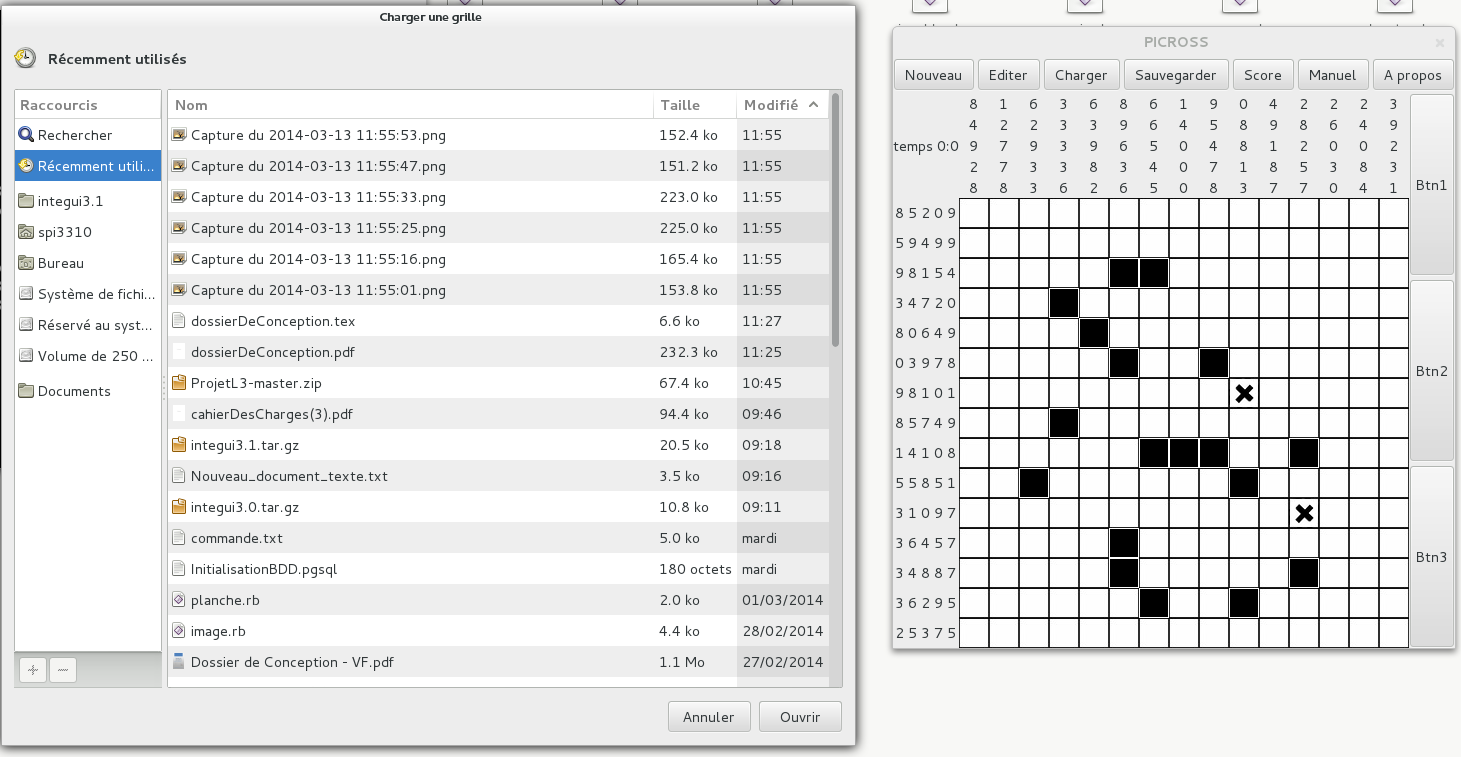 Charger une grille
Récemment utilisés
Raccourcis
Rechercher
Récemment utili...
integui3.1
spi3310
Bureau
Système de fichi...
Réservé au syst...
Volume de 250 ...
Documents
Nom Taille Modifié
Capture du 2014-03-13 11:55:53.png 152.4 ko 11:55
Capture du 2014-03-13 11:55:47.png 151.2 ko 11:55
Capture du 2014-03-13 11:55:33.png 223.0 ko 11:55
Capture du 2014-03-13 11:55:25.png 225.0 ko 11:55
Capture du 2014-03-13 11:55:16.png 165.4 ko 11:55
Capture du 2014-03-13 11:55:01.png 153.8 ko 11:55
dossierDeConception.tex 6.6 ko 11:27
dossierDeConception.pdf 232.3 ko 11:25
ProjetL3-master.zip 67.4 ko 10:45
cahierDesCharges(3).pdf 94.4 ko 09:46
integui3.1.tar.gz 20.5 ko 09:18
Nouveau_document_texte.txt 3.5 ko 09:16
integui3.0.tar.gz 10.8 ko 09:11
commande.txt 5.0 ko mardi
InitialisationBDD.pgsql 180 octets mardi
planche.rb 2.0 ko 01/03/2014
image.rb 4.4 ko 28/02/2014
Dossier de Conception - VF.pdf 1.1 Mo 27/02/2014
Annuler Ouvrir
PICROSS
Nouveau Editer Charger Sauvegarder Score Manuel A propos
8 1 6 3 6 8 6 1 9 0 4 2 2 2 3
4 2 2 3 3 9 6 4 5 8 9 8 6 4 9
temps 0:0 9 7 9 3 9 6 5 0 4 8 8 2 0 0 2
2 7 3 3 8 3 4 0 7 1 1 5 2 8 3
8 8 3 6 2 6 5 0 8 3 7 7 0 4 1
8 5 2 0 9
5 9 4 9 9
9 8 1 5 4
3 4 7 2 0
8 0 6 4 9
0 3 9 7 8
9 8 1 0 1
8 5 7 4 9
1 4 1 0 8
5 5 8 5 1
3 1 0 9 7
3 6 4 5 7
3 4 8 8 7
3 6 2 9 5
2 5 3 7 5
Btn1
Btn2
Btn3